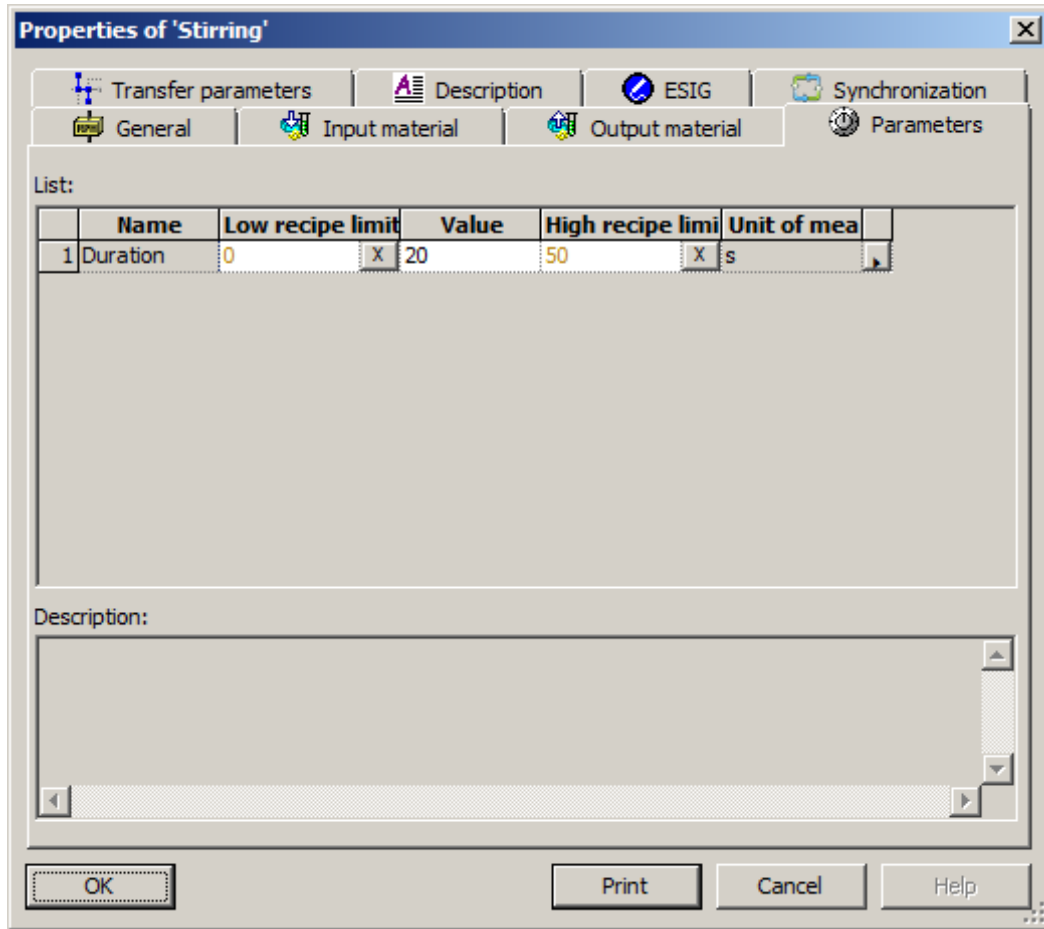 Properties of 'Stirring'
Transfer parameters Description ESIG Synchronization
General Input material Output material Parameters
List:
Name Low recipe limit Value High recipe limi Unit of mea
1 Duration 0 X 20 50 X s
Description:
OK Print Cancel Help